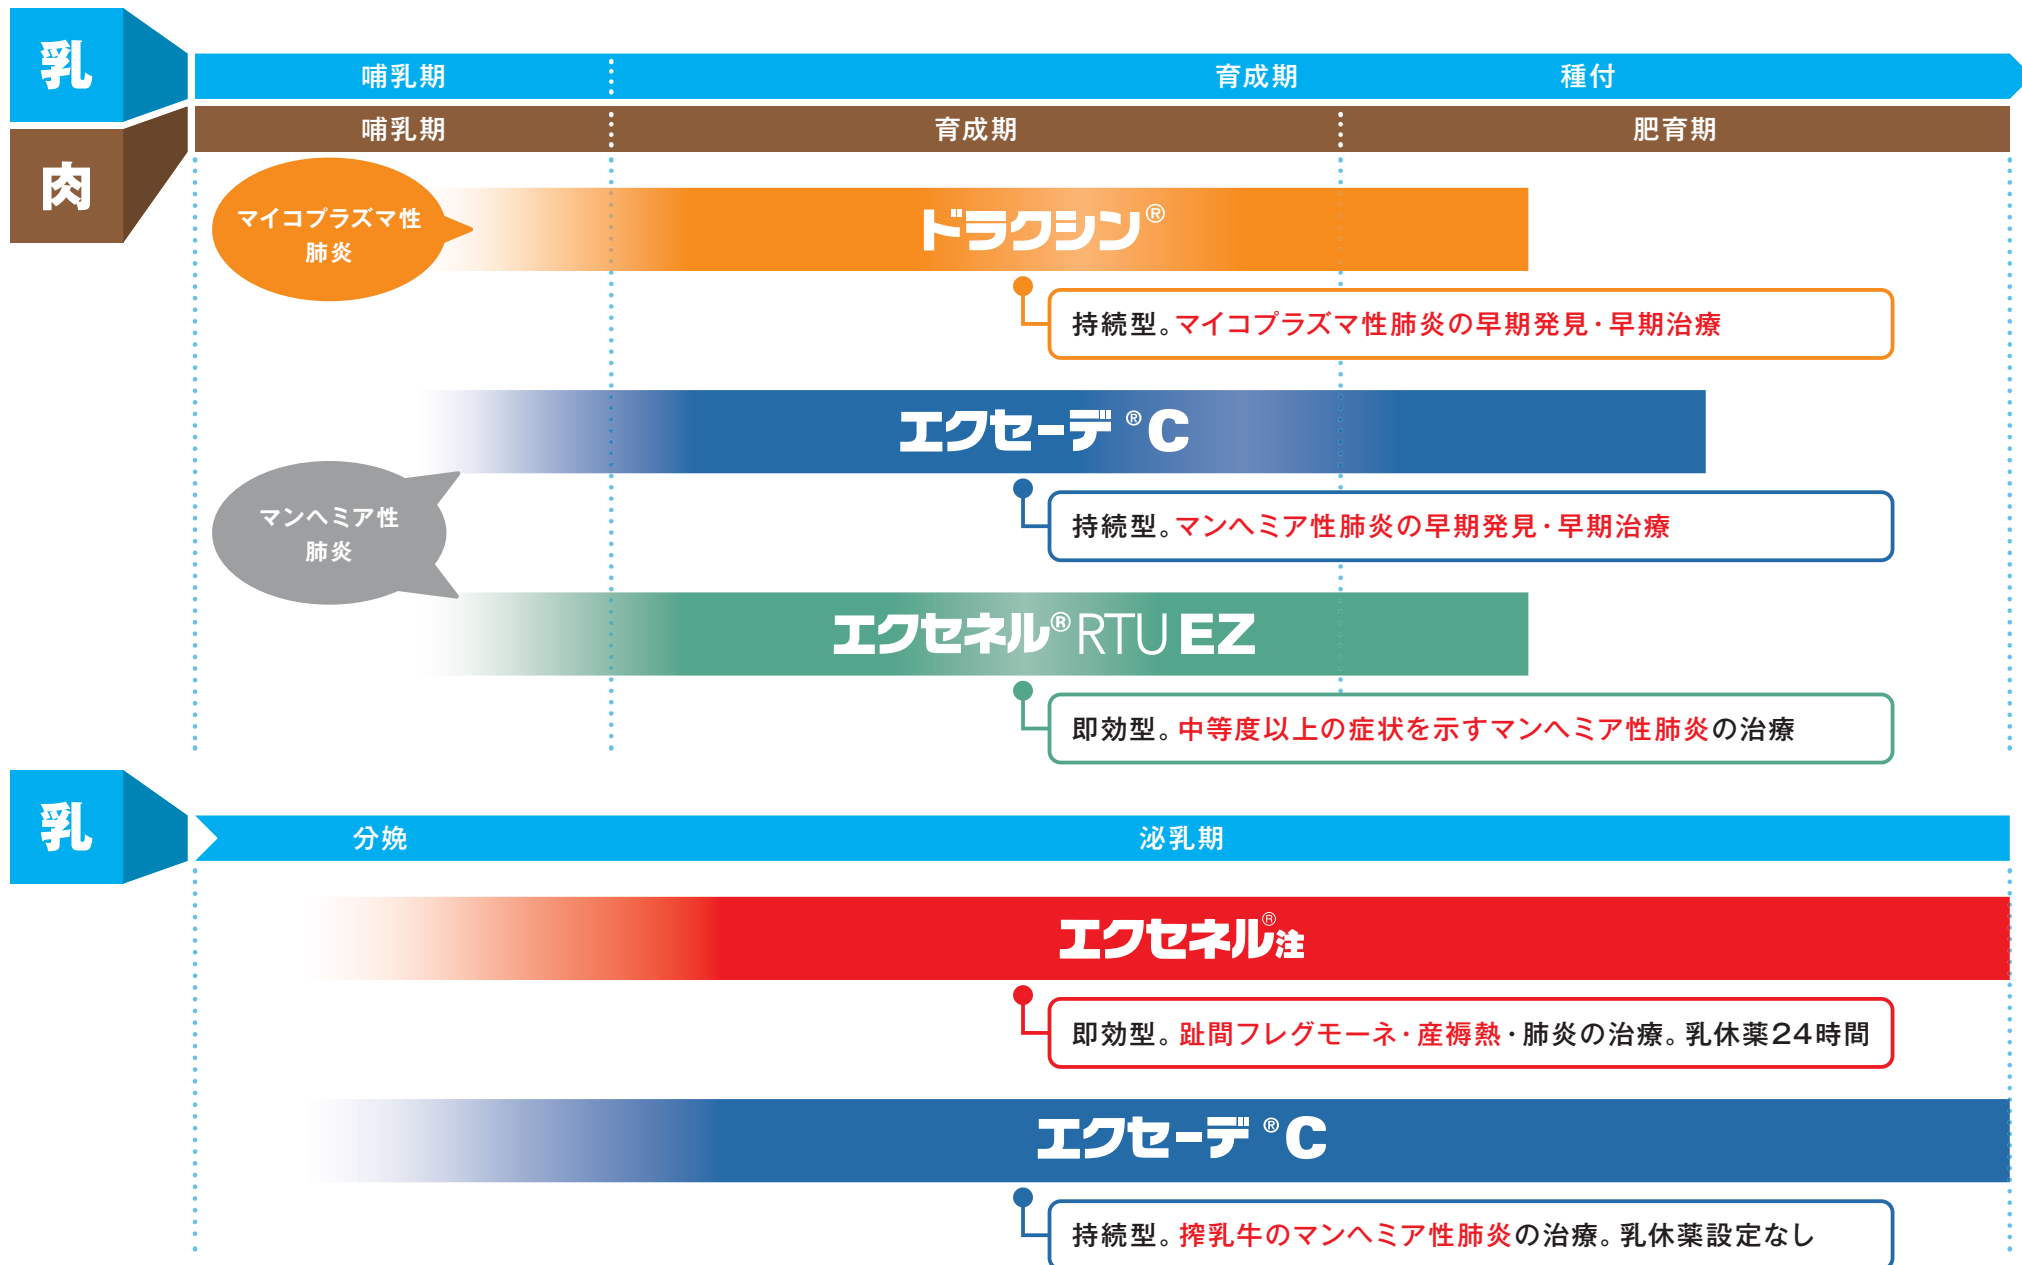 乳
哺乳期 育成期 種付
肉
哺乳期 育成期 肥育期
マイコプラズマ性
肺炎
ドラクシン®
持続型。マイコプラズマ性肺炎の早期発見・早期治療
エクセーデ®C
持続型。マンヘミア性肺炎の早期発見・早期治療
マンヘミア性
肺炎
エクセネル®RTU EZ
即効型。中等度以上の症状を示すマンヘミア性肺炎の治療
乳
分娩 泌乳期
エクセネル®注
即効型。趾間フレグモーネ・産褥熱・肺炎の治療。乳休薬24時間
エクセーデ®C
持続型。搾乳牛のマンヘミア性肺炎の治療。乳休薬設定なし